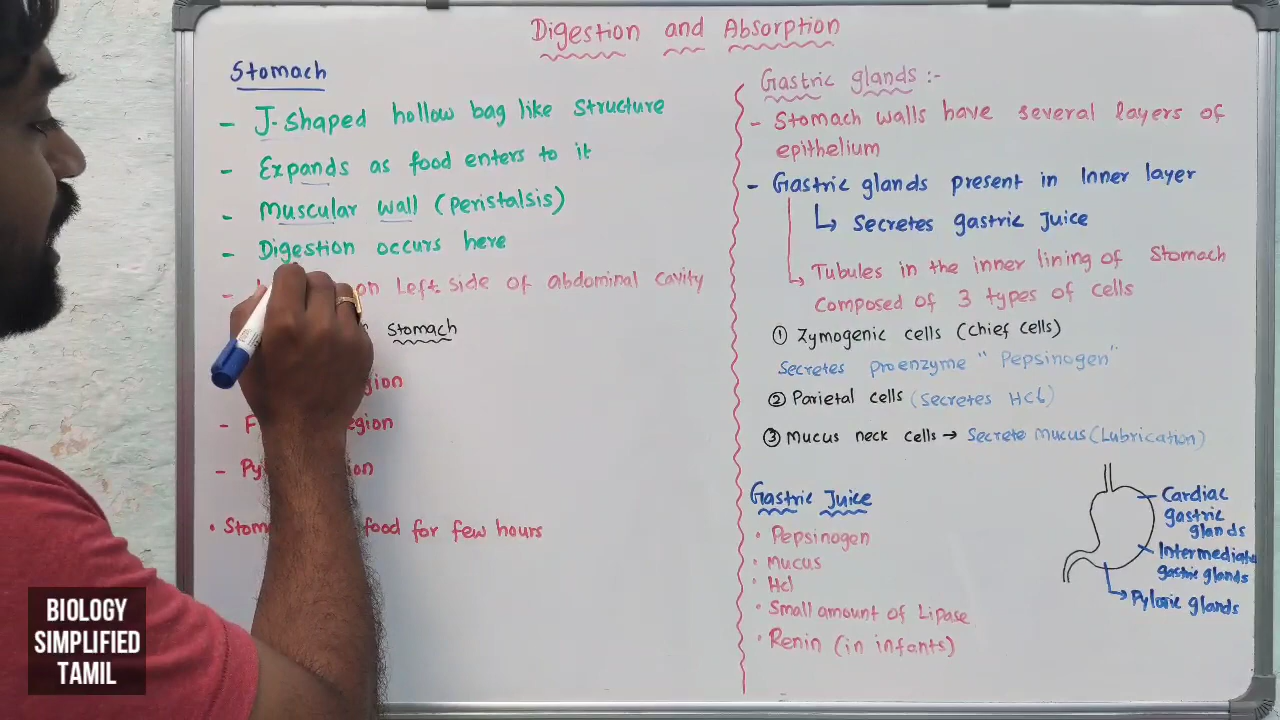 Digestion and Absorption
Stomach
- J-shaped hollow bag like structure
- Expands as food enters to it
- Muscular wall (Peristalsis)
- Digestion occurs here
- on Left side of abdominal cavity
stomach
- 
- 
- 
• food for few hours
Gastric glands :-
- Stomach walls have several layers of
epithelium
- Gastric glands present in Inner layer
↳ Secretes gastric Juice
↳ Tubules in the inner lining of Stomach
Composed of 3 types of cells
① Zymogenic cells (Chief cells)
Secretes proenzyme "Pepsinogen"
② Parietal cells (Secretes HCl)
③ Mucus neck cells → Secrete Mucus (Lubrication)
Gastric Juice
• Pepsinogen
• Mucus
• Hcl
• Small amount of Lipase
• Renin (in infants)
Cardiac
gastric
glands
Intermediate
gastric glands
Pyloric glands
BIOLOGY
SIMPLIFIED
TAMIL